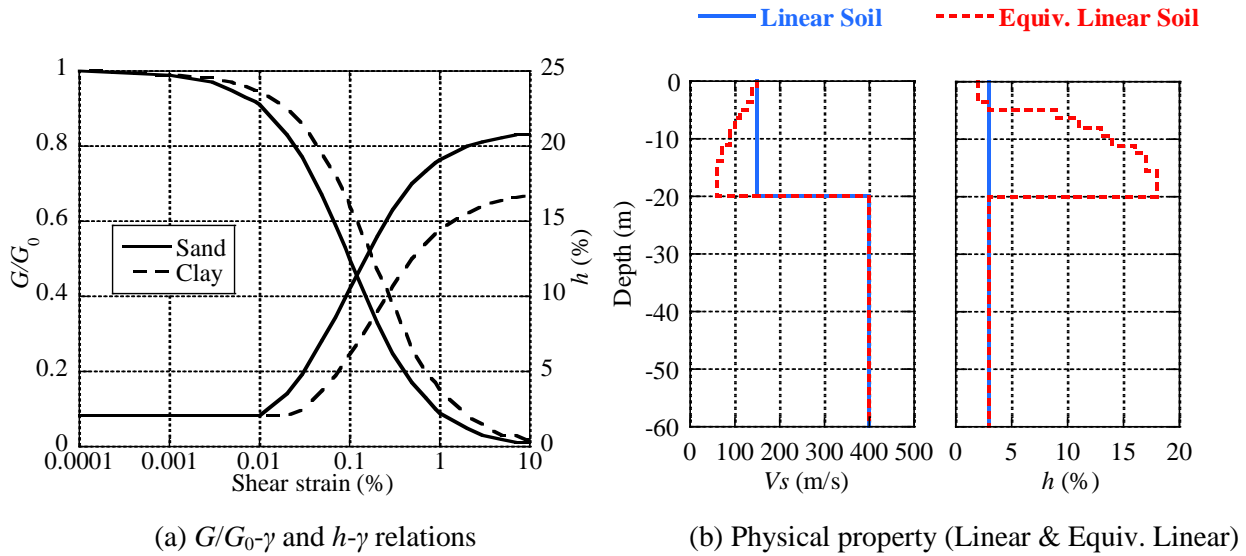 Linear Soil
Equiv. Linear Soil
1
0.8
0.6
0.4
0.2
0
G/G0
25
20
15
10
5
0
h (%)
Sand
Clay
0.0001
0.001
0.01
0.1
1
10
Shear strain (%)
(a) G/G0-γ and h-γ relations
0
-10
-20
-30
-40
-50
-60
Depth (m)
0 100 200 300 400 500
Vs (m/s)
0 5 10 15 20
h (%)
(b) Physical property (Linear & Equiv. Linear)